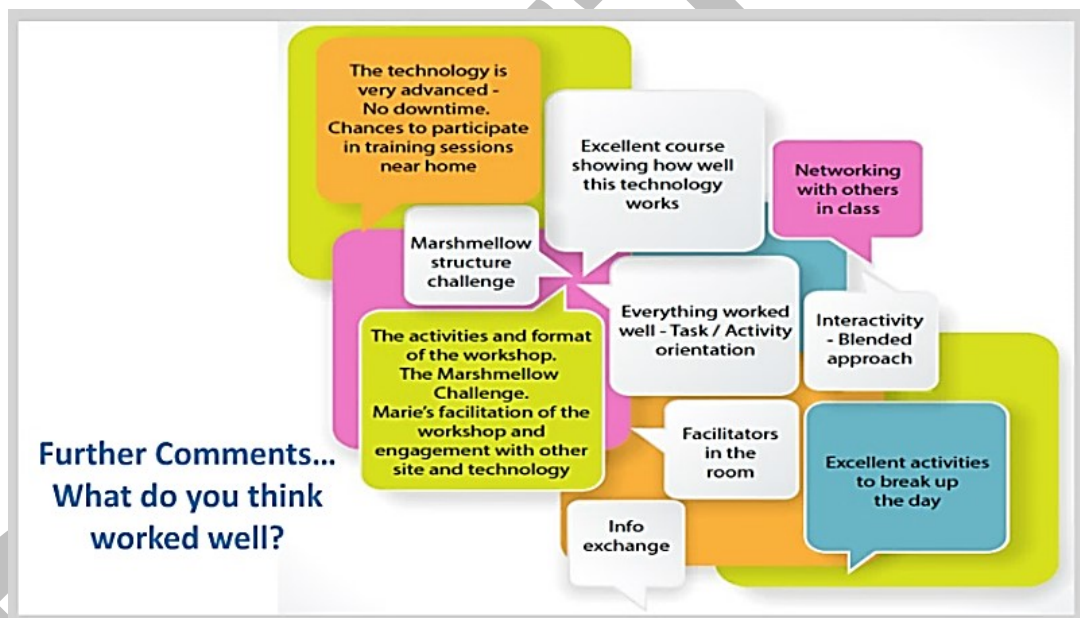 The technology is
very advanced -
No downtime.
Chances to participate
in training sessions
near home
Excellent course
showing how well
this technology
works
Networking
with others
in class
Marshmellow
structure
challenge
Everything worked
well - Task / Activity
orientation
Interactivity
- Blended
approach
The activities and format
of the workshop.
The Marshmellow
Challenge.
Marie's facilitation of the
workshop and
engagement with other
site and technology
Facilitators
in the
room
Excellent activities
to break up
the day
Info
exchange
Further Comments...
What do you think
worked well?